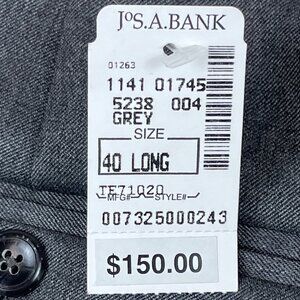 JoS.A.BANK
01263
1141 01745
5238 004
GREY
SIZE
40 LONG
TE71020
MFG# STYLE#
007325000243
$150.00